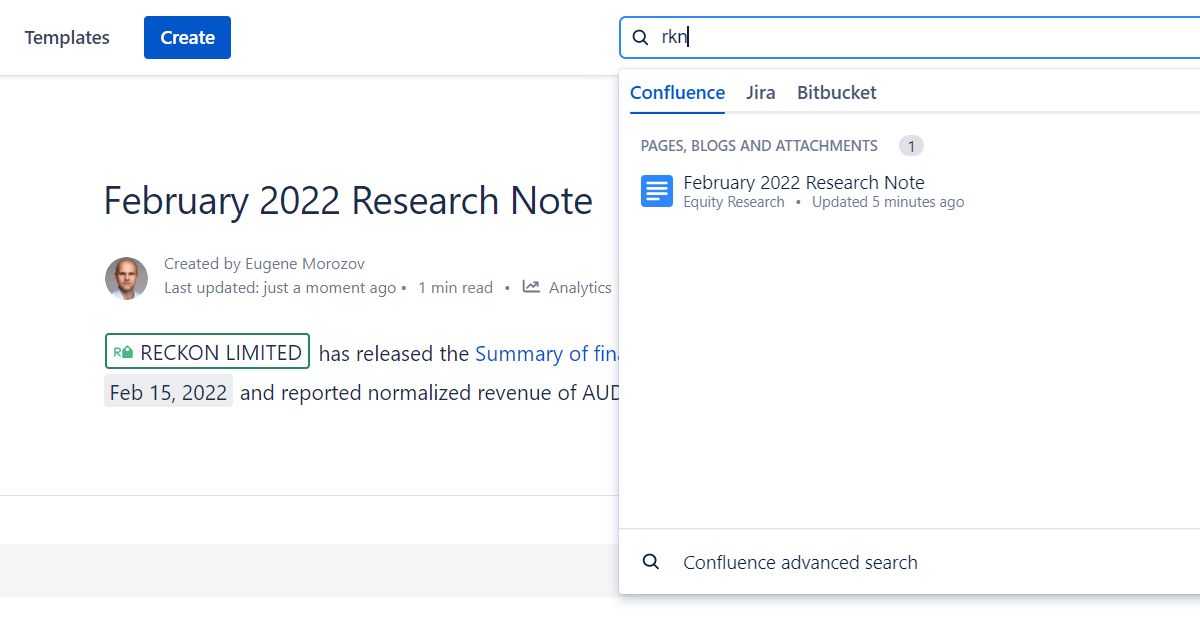 Templates
Create
rkn
Confluence
Jira
Bitbucket
PAGES, BLOGS AND ATTACHMENTS 1
February 2022 Research Note
Equity Research • Updated 5 minutes ago
February 2022 Research Note
Created by Eugene Morozov
Last updated: just a moment ago • 1 min read • Analytics
R RECKON LIMITED has released the Summary of fin
Feb 15, 2022 and reported normalized revenue of AUD
Confluence advanced search